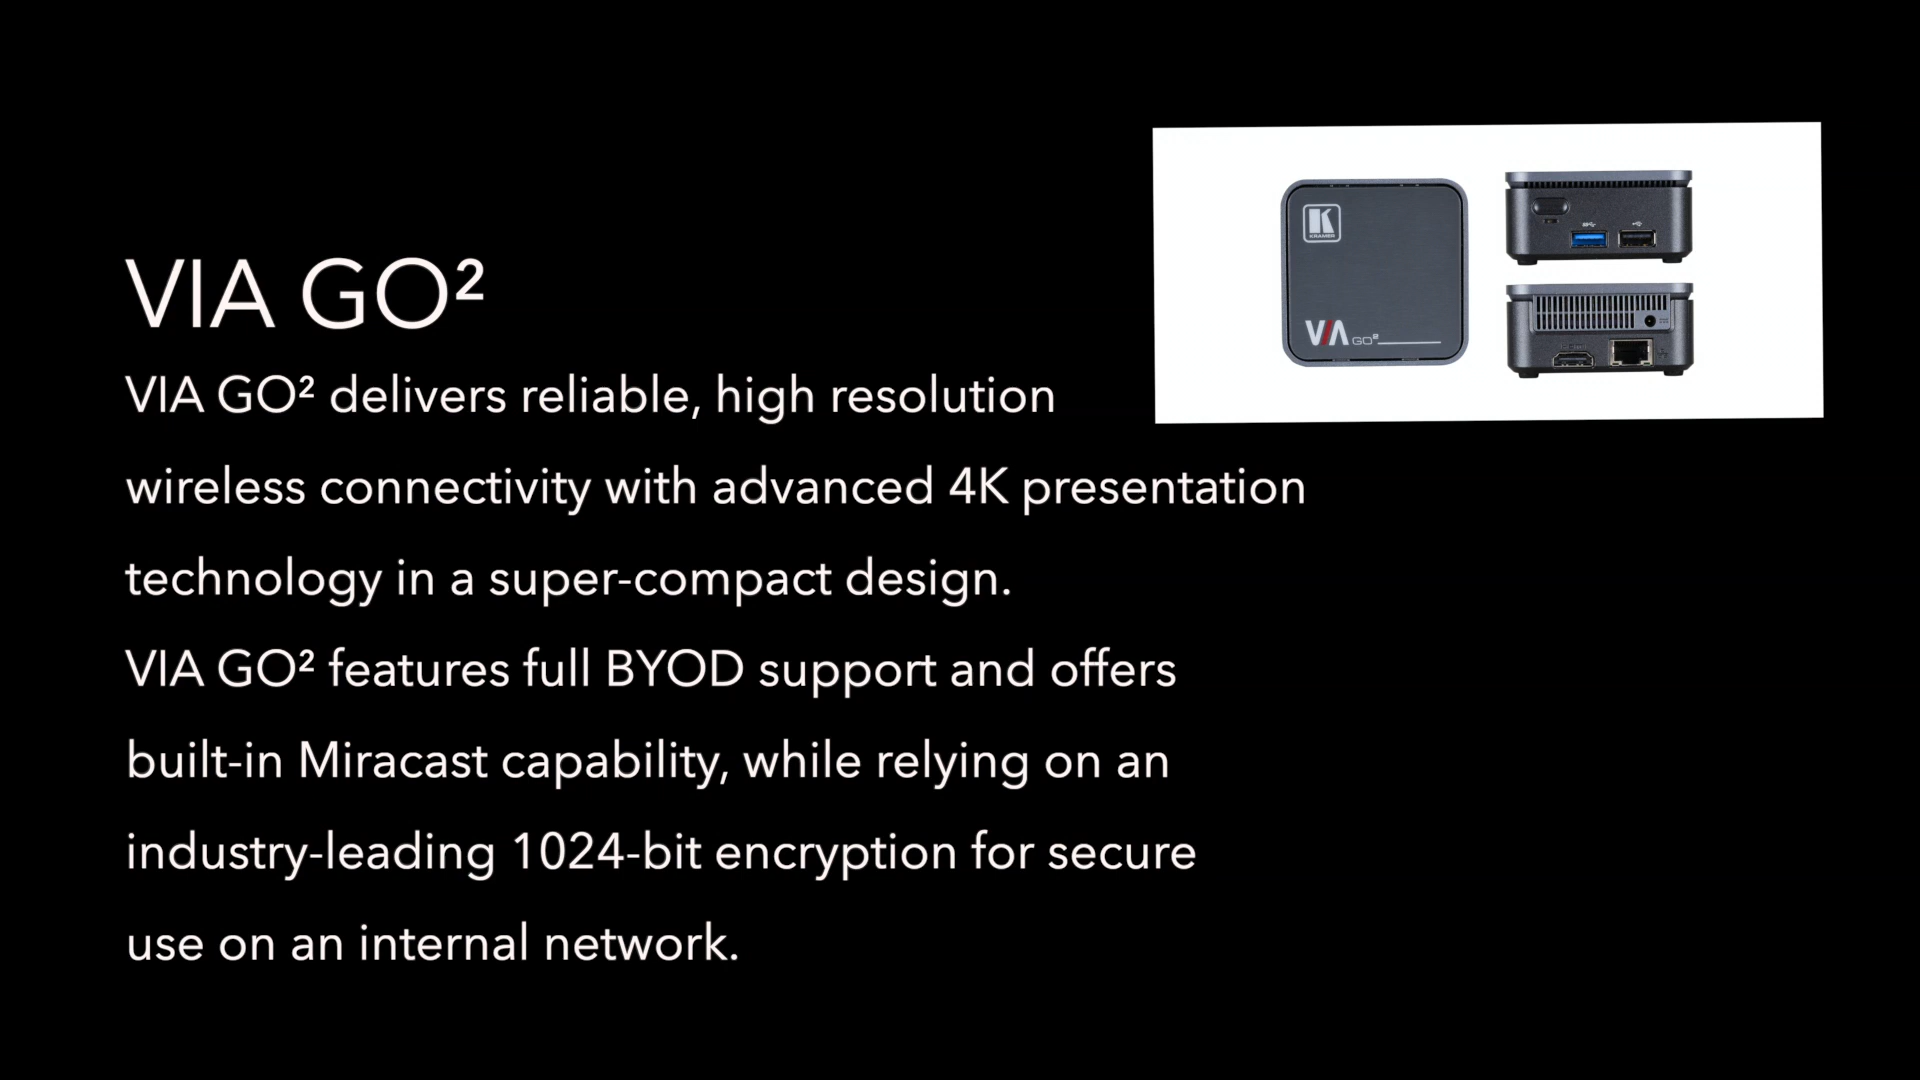 VIA GO²
VIA GO² delivers reliable, high resolution
wireless connectivity with advanced 4K presentation
technology in a super-compact design.
VIA GO² features full BYOD support and offers
built-in Miracast capability, while relying on an
industry-leading 1024-bit encryption for secure
use on an internal network.
K
KRAMER
VIA GO²